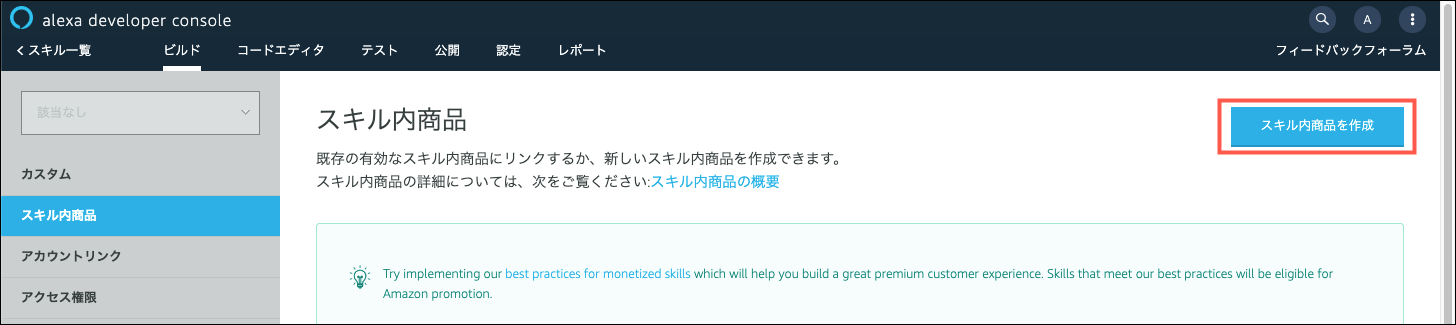 alexa developer console
A
< スキル一覧
ビルド
コードエディタ
テスト
公開
認定
レポート
フィードバックフォーラム
該当なし
カスタム
スキル内商品
アカウントリンク
アクセス権限
スキル内商品
スキル内商品を作成
既存の有効なスキル内商品にリンクするか、新しいスキル内商品を作成できます。
スキル内商品の詳細については、次をご覧ください:スキル内商品の概要
Try implementing our best practices for monetized skills which will help you build a great premium customer experience. Skills that meet our best practices will be eligible for
Amazon promotion.